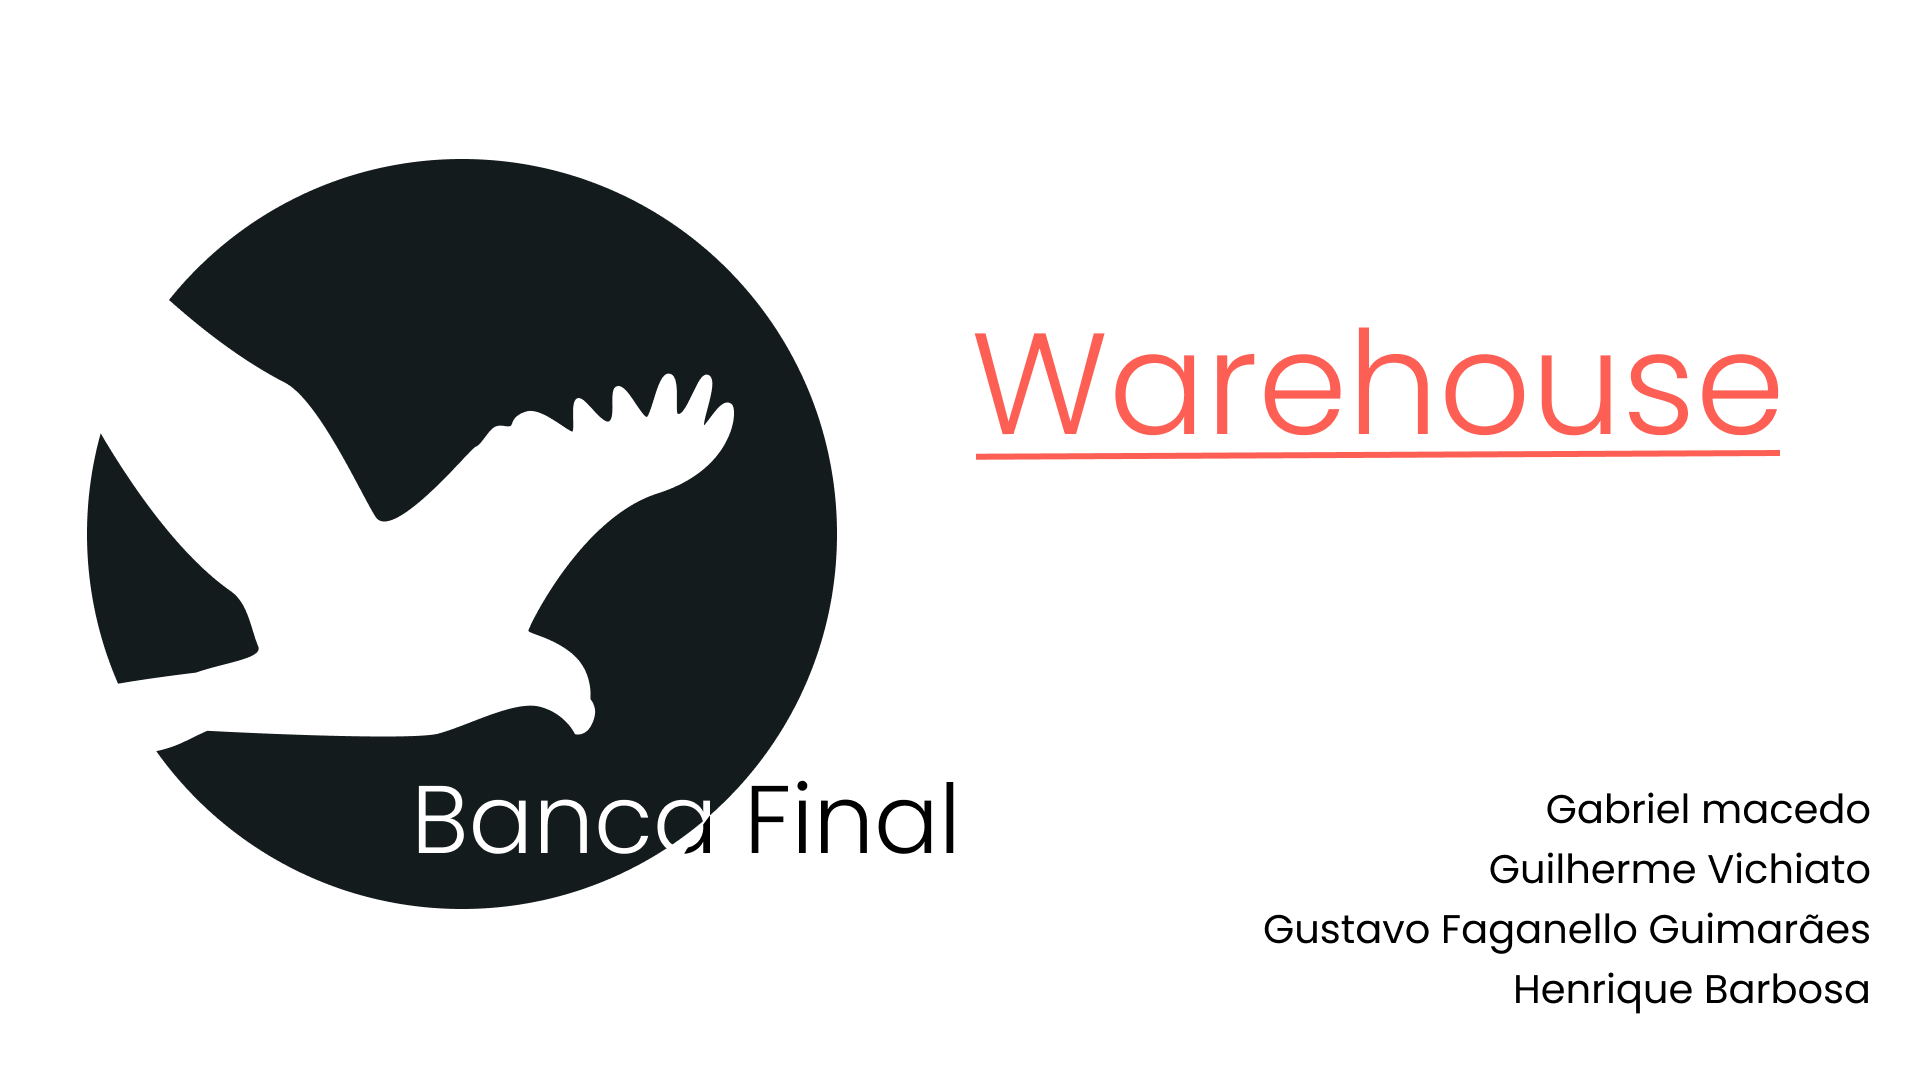 Warehouse
Banca Final
Gabriel macedo
Guilherme Vichiato
Gustavo Faganello Guimarães
Henrique Barbosa